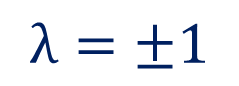 λ = ±1